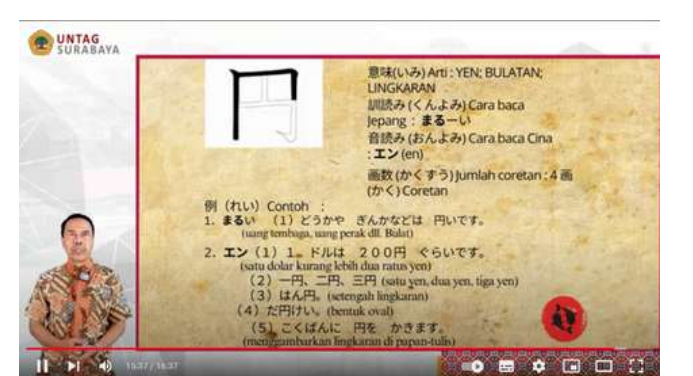 UNTAG
SURABAYA
意味(いみ) Arti : YEN; BULATAN;
LINGKARAN
訓読み (くんよみ) Cara baca
Jepang : まるーい
音読み (おんよみ) Cara baca Cina
: エン (en)
画数 (かくすう) Jumlah coretan : 4 画
(かく) Coretan
例 (れい) Contoh :
1. まるい (1) どうかや ぎんかなどは 円いです。
(uang tembaga, uang perak dll. Bulat)
2. エン (1) 1。ドルは 200円 ぐらいです。
(satu dolar kurang lebih dua ratus yen)
(2) 一円、二円、三円 (satu yen, dua yen, tiga yen)
(3) はん円。(setengah lingkaran)
(4) だ円けい。(bentuk oval)
(5) こくばんに 円を かきます。
(menggambarkan lingkaran di papan-tulis)
15:37 / 16:37